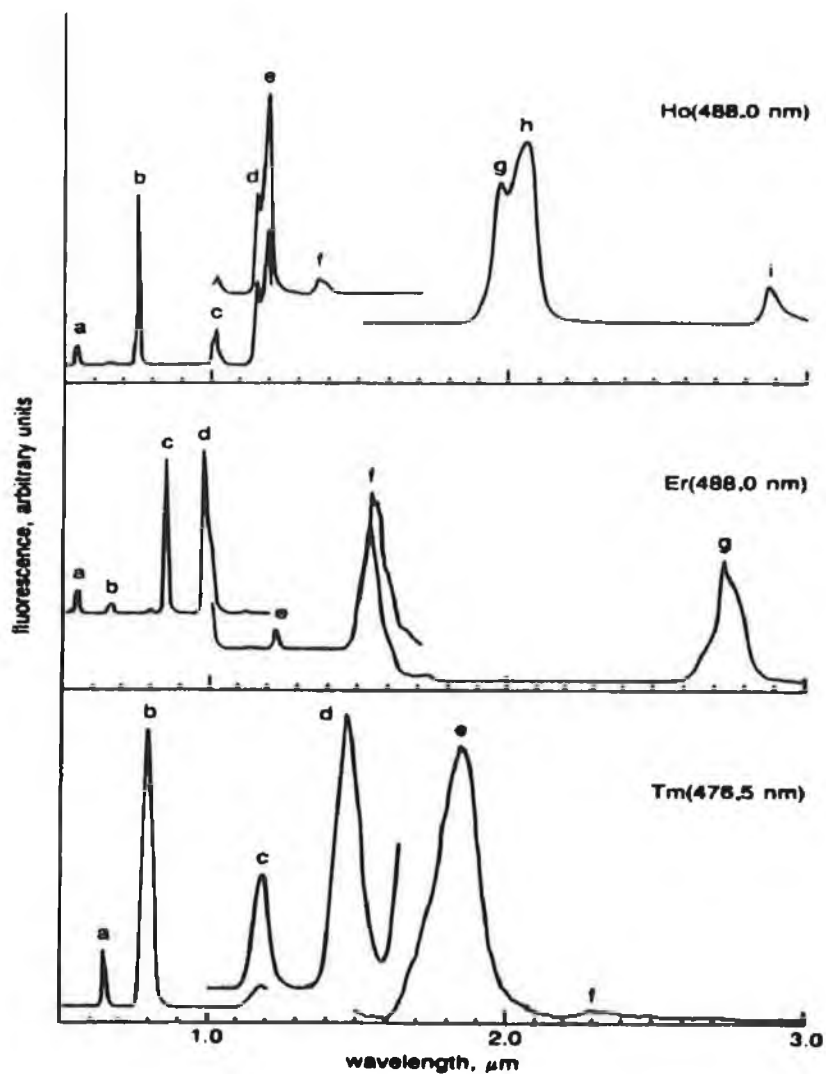 e
Ho(488.0 nm)
h
b
d
g
f
i
c
a
d
c
Er(488.0 nm)
f
g
a
b
e
fluorescence, arbitrary units
b
d
e
Tm(476.5 nm)
c
a
f
1.0
2.0
3.0
wavelength, μm